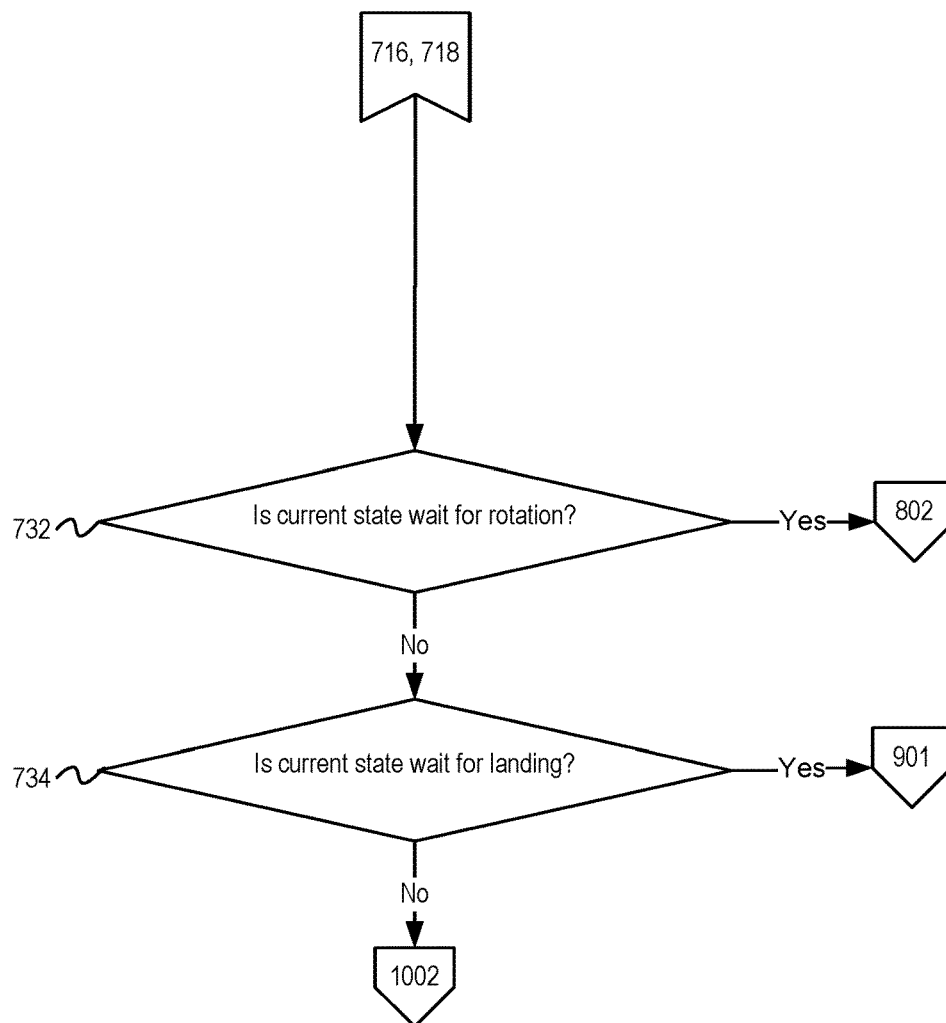 716, 718
Is current state wait for rotation?
Yes
802
732
No
Is current state wait for landing?
Yes
901
734
No
1002